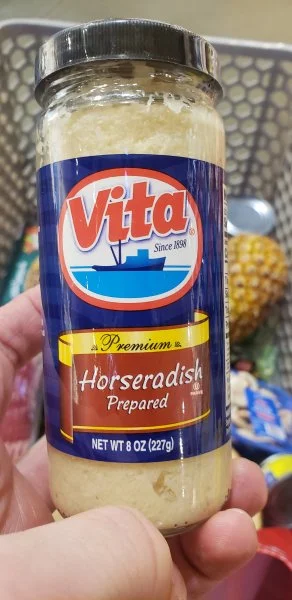 Vita®
Since 1898
Premium
Horseradish
Prepared
NET WT 8 OZ (227g)